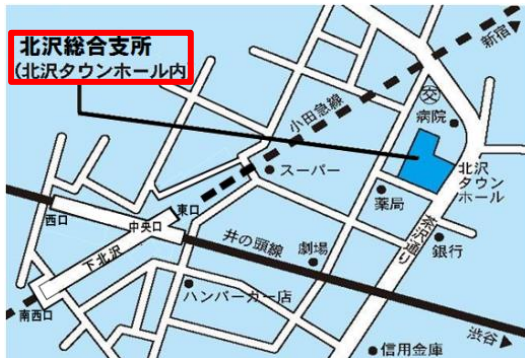 北沢総合支所
(北沢タウンホール内
新宿▶
小田急線
交
病院
北沢
タウン
ホール
スーパー
薬局
茶沢通り
銀行
東口
中央口
西口
下北沢
南西口
井の頭線
劇場
ハンバーガー店
渋谷▶
信用金庫